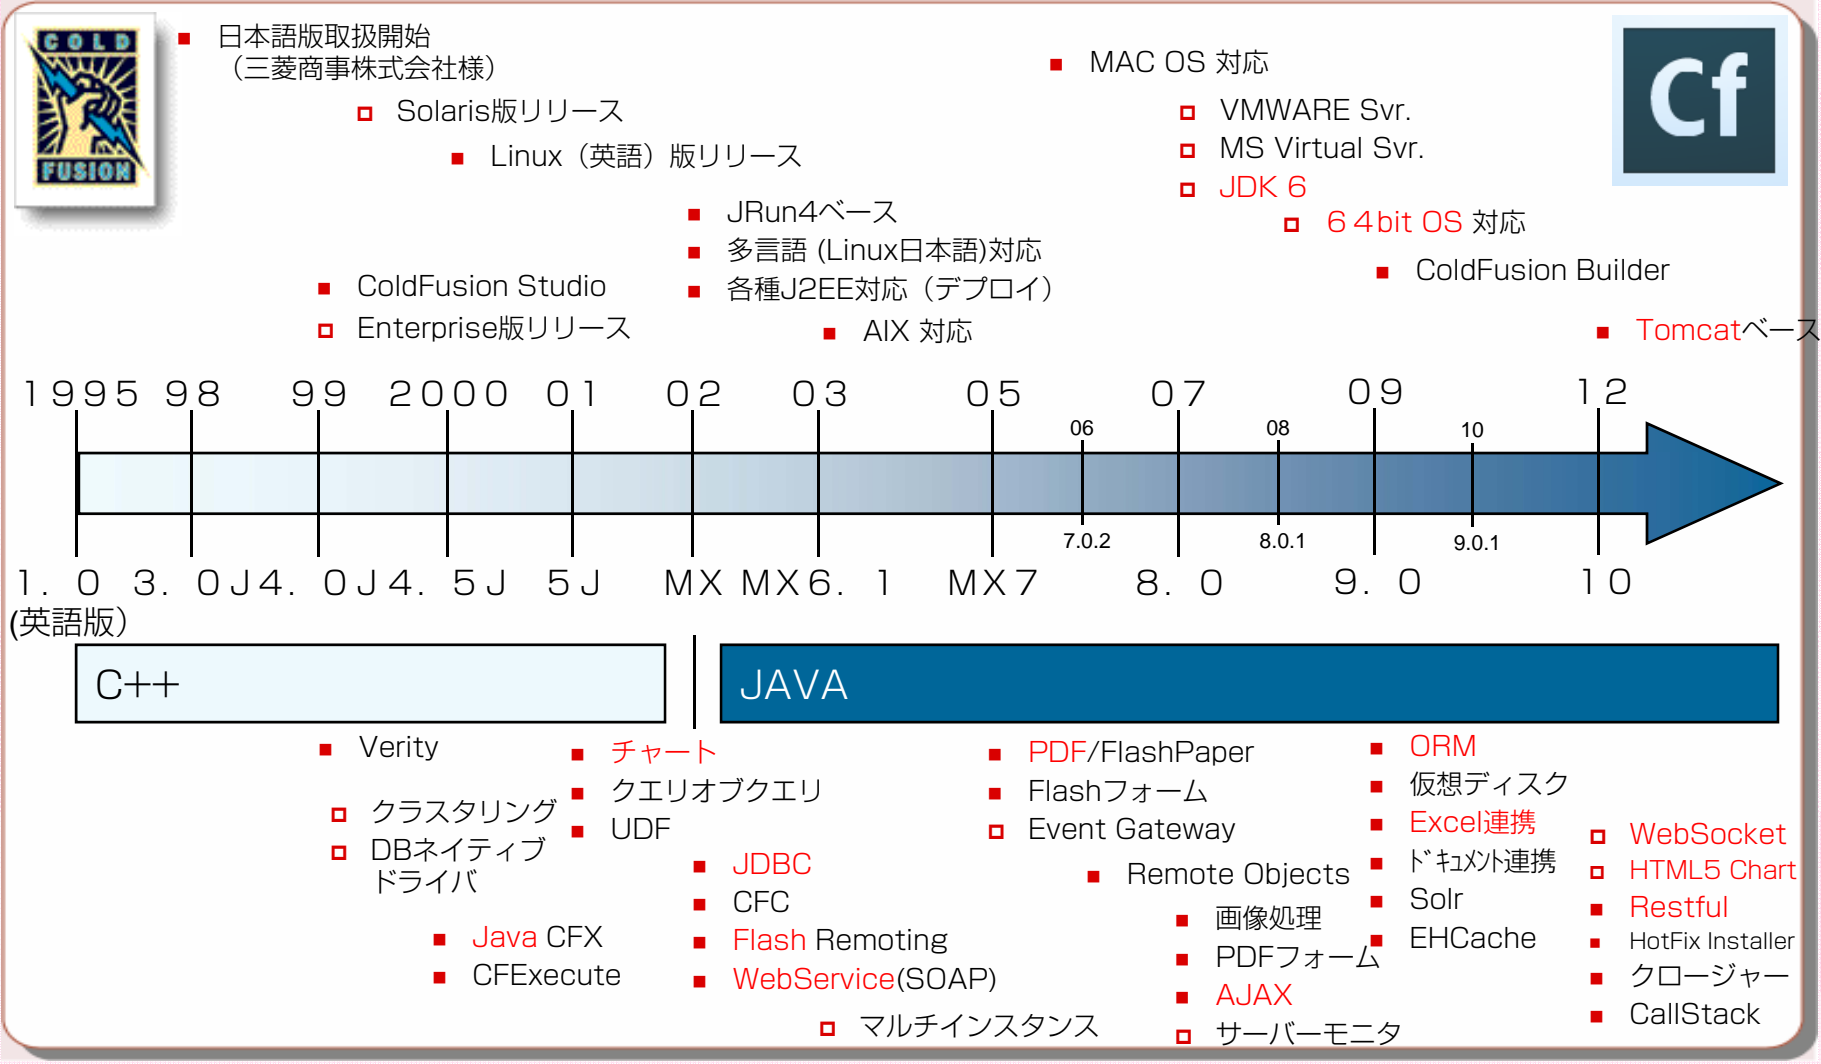 COLD
FUSION
日本語版取扱開始
（三菱商事株式会社様）
Solaris版リリース
Linux（英語）版リリース
MAC OS 対応
VMWARE Svr.
MS Virtual Svr.
JDK 6
６４bit OS 対応
ColdFusion Builder
Tomcatベース
Cf
JRun4ベース
多言語 (Linux日本語)対応
各種J2EE対応（デプロイ）
AIX 対応
ColdFusion Studio
Enterprise版リリース
１９９５ ９８ ９９ ２０００ ０１ ０２ ０３ ０５ ０７ ０９ １２
06 08 10
7.0.2 8.0.1 9.0.1
１．０ ３．０Ｊ ４．０Ｊ ４．５Ｊ ５Ｊ ＭＸ ＭＸ６．１ ＭＸ７ ８．０ ９．０ １０
(英語版）
C++
JAVA
Verity
クラスタリング
DBネイティブ
ドライバ
Java CFX
CFExecute
チャート
クエリオブクエリ
UDF
JDBC
CFC
Flash Remoting
WebService(SOAP)
マルチインスタンス
PDF/FlashPaper
Flashフォーム
Event Gateway
Remote Objects
画像処理
PDFフォーム
AJAX
サーバーモニタ
ORM
仮想ディスク
Excel連携
ﾄﾞｷｭﾒﾝﾄ連携
Solr
EHCache
WebSocket
HTML5 Chart
Restful
HotFix Installer
クロージャー
CallStack